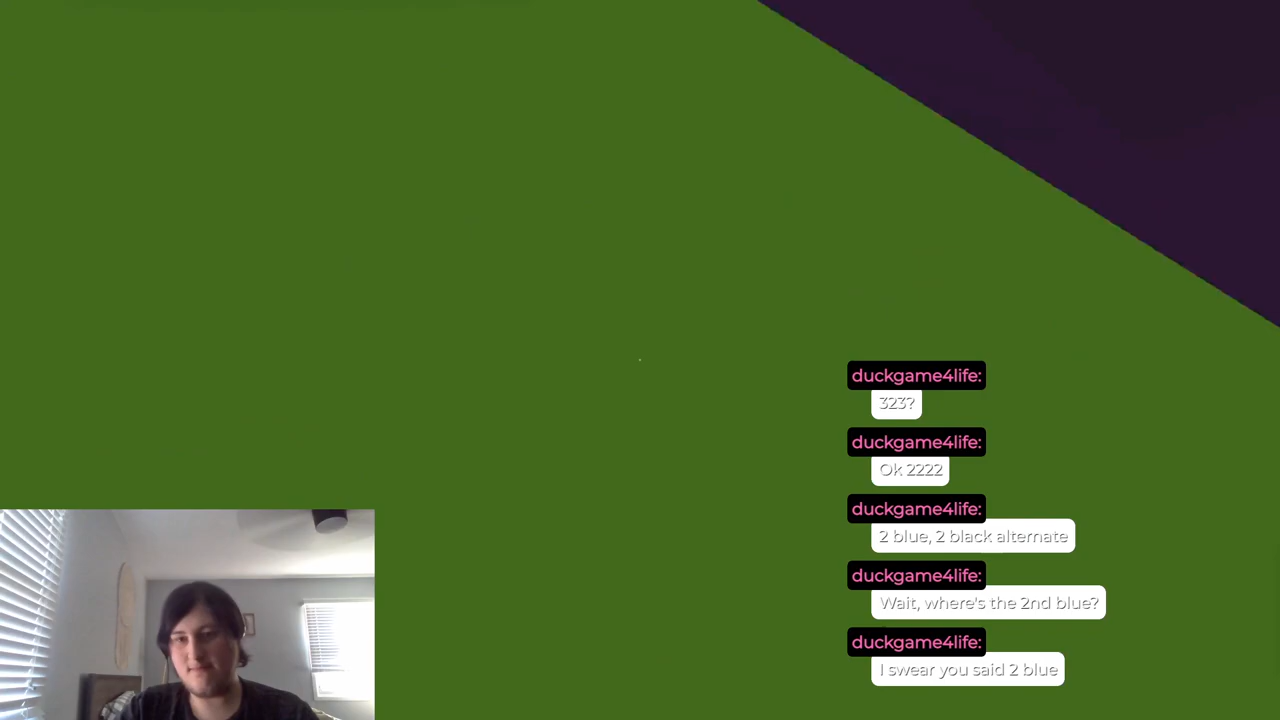 duckgame4life:
323?
duckgame4life:
Ok 2222
duckgame4life:
2 blue, 2 black alternate
duckgame4life:
Wait, where's the 2nd blue?
duckgame4life:
I swear you said 2 blue